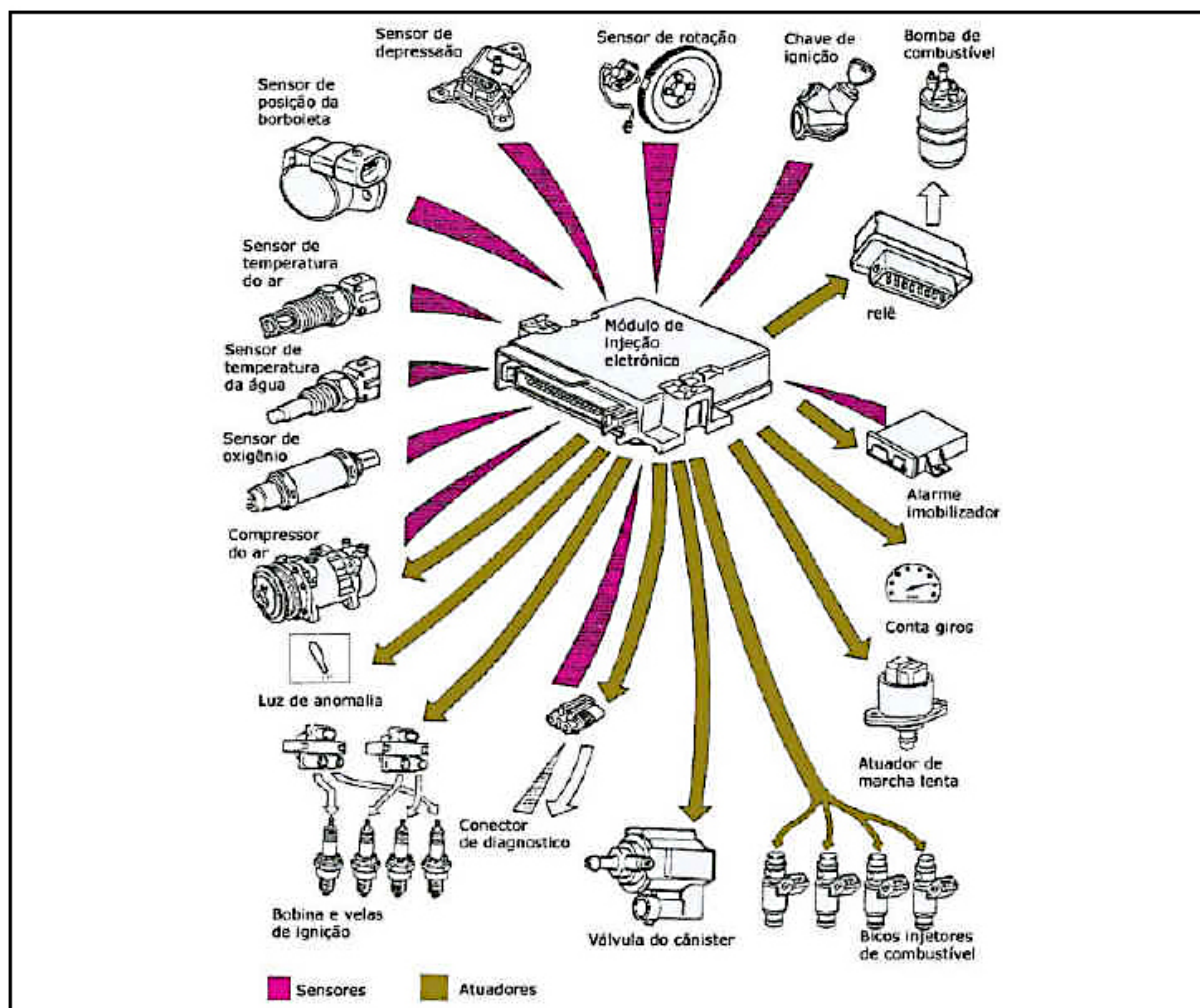 Sensor de
depressaão
Sensor de rotação
Chave de
ignição
Bomba de
combustível
Sensor de
posição da
borboleta
Sensor de
temperatura
do ar
relê
Módulo de
injeção
eletrônica
Sensor de
temperatura
da água
Sensor de
oxigênio
Alarme
imobilizador
Compressor
do ar
Conta giros
Luz de anomalia
Atuador de
marcha lenta
Conector
de diagnostico
Bobina e velas
de ignição
Válvula do cânister
Bicos injetores
de combustível
Sensores
Atuadores